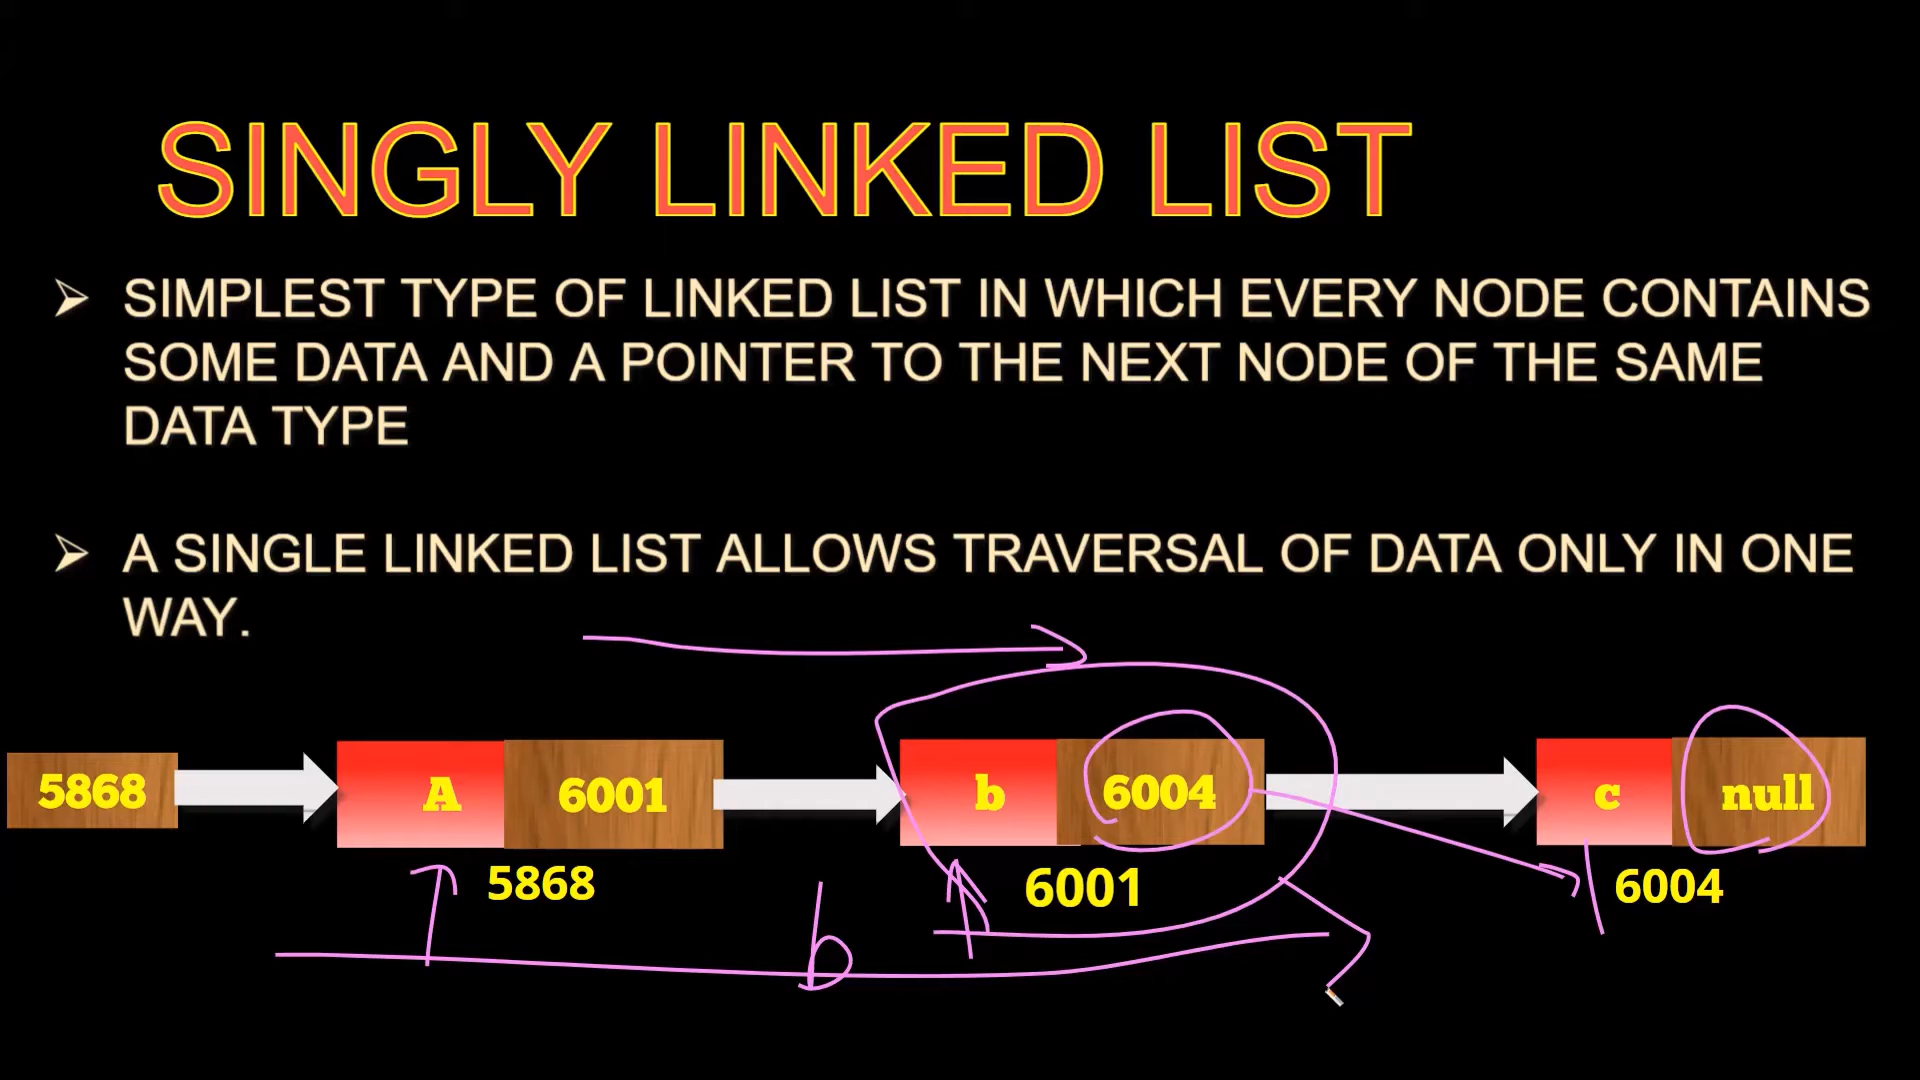 SINGLY LINKED LIST
SIMPLEST TYPE OF LINKED LIST IN WHICH EVERY NODE CONTAINS
SOME DATA AND A POINTER TO THE NEXT NODE OF THE SAME
DATA TYPE
A SINGLE LINKED LIST ALLOWS TRAVERSAL OF DATA ONLY IN ONE
WAY.
5868 A 6001 b 6004 c null
5868 6001 6004
b